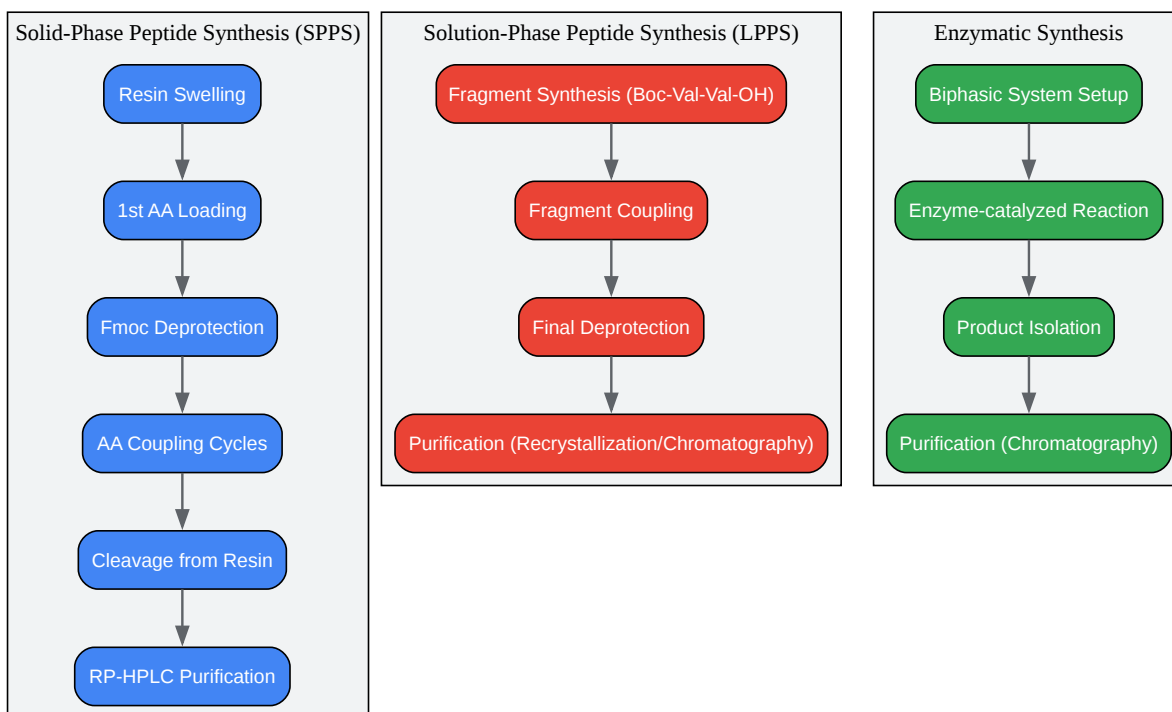 Solid-Phase Peptide Synthesis (SPPS)
Resin Swelling
1st AA Loading
Fmoc Deprotection
AA Coupling Cycles
Cleavage from Resin
RP-HPLC Purification
Solution-Phase Peptide Synthesis (LPPS)
Fragment Synthesis (Boc-Val-Val-OH)
Fragment Coupling
Final Deprotection
Purification (Recrystallization/Chromatography)
Enzymatic Synthesis
Biphasic System Setup
Enzyme-catalyzed Reaction
Product Isolation
Purification (Chromatography)